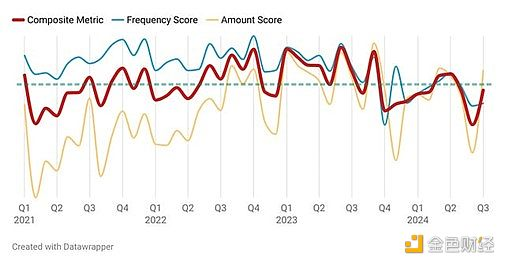 Composite Metric Frequency Score Amount Score
Q1 Q2 Q3 Q4 Q1 Q2 Q3 Q4 Q1 Q2 Q3 Q4 Q1 Q2 Q3
2021 2022 2023 2024
Created with Datawrapper
金色财经